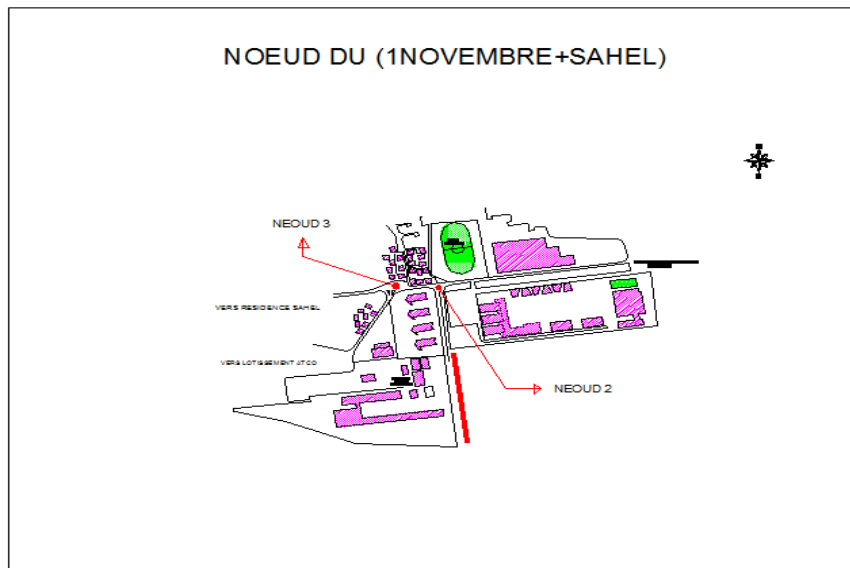 NOEUD DU (1NOVEMBRE+SAHEL)
NEOUD 3
VERS RESIDENCE SAHEL
VERS LOTISSEMENT ATCO
NEOUD 2